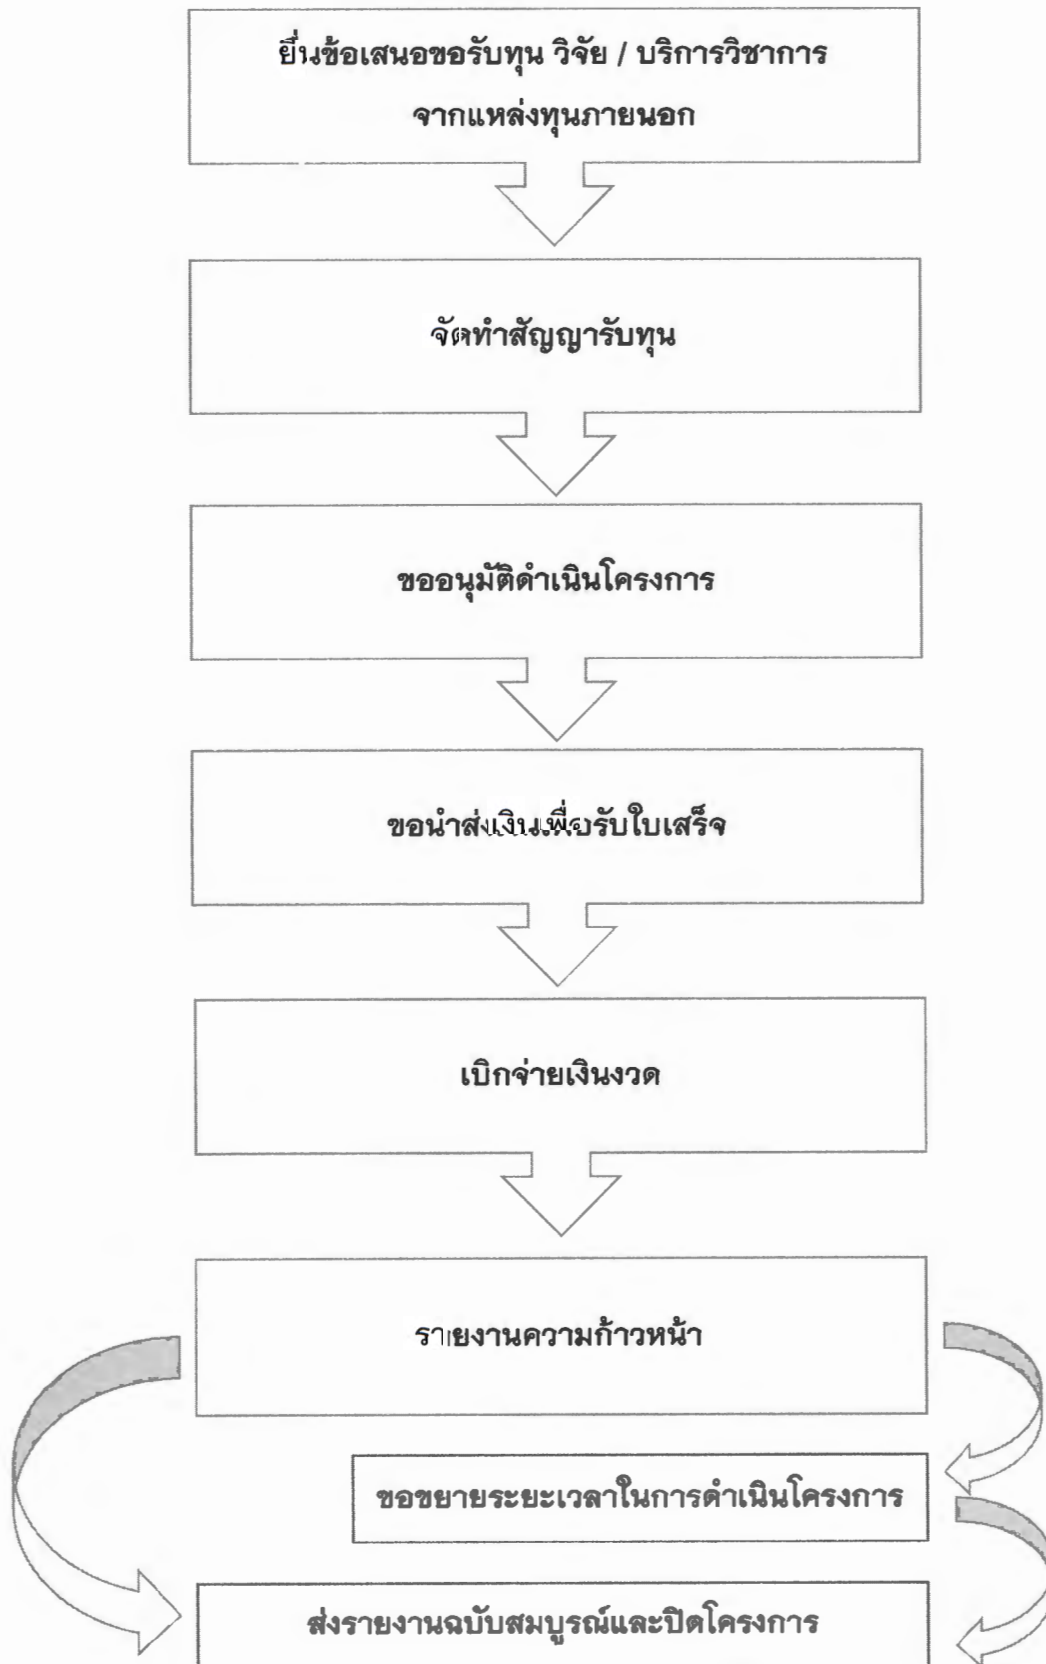 ยื่นข้อเสนอขอรับทุน วิจัย / บริการวิชาการ
จากแหล่งทุนภายนอก
จัดทำสัญญารับทุน
ขออนุมัติดำเนินโครงการ
ขอนำส่งเงินเพื่อรับใบเสร็จ
เบิกจ่ายเงินงวด
รายงานความก้าวหน้า
ขอขยายระยะเวลาในการดำเนินโครงการ
ส่งรายงานฉบับสมบูรณ์และปิดโครงการ